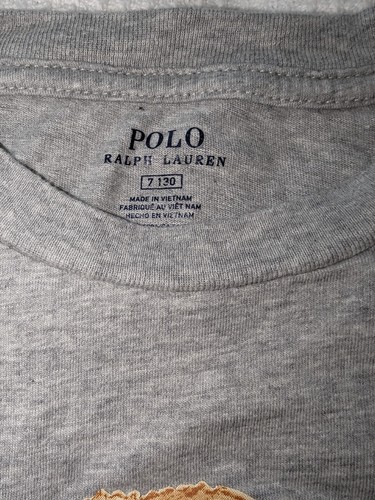 POLO
RALPH LAUREN
7 130
MADE IN VIETNAM
FABRIQUÉ AU VIÊT NAM
HECHO EN VIETNAM